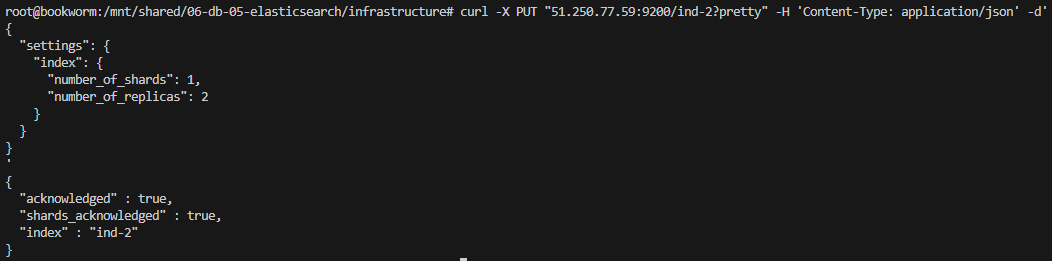 root@bookworm:/mnt/shared/06-db-05-elasticsearch/infrastructure# curl -X PUT "51.250.77.59:9200/ind-2?pretty" -H 'Content-Type: application/json' -d'
{
  "settings": {
    "index": {
      "number_of_shards": 1,
      "number_of_replicas": 2
    }
  }
}
'
{
  "acknowledged" : true,
  "shards_acknowledged" : true,
  "index" : "ind-2"
}